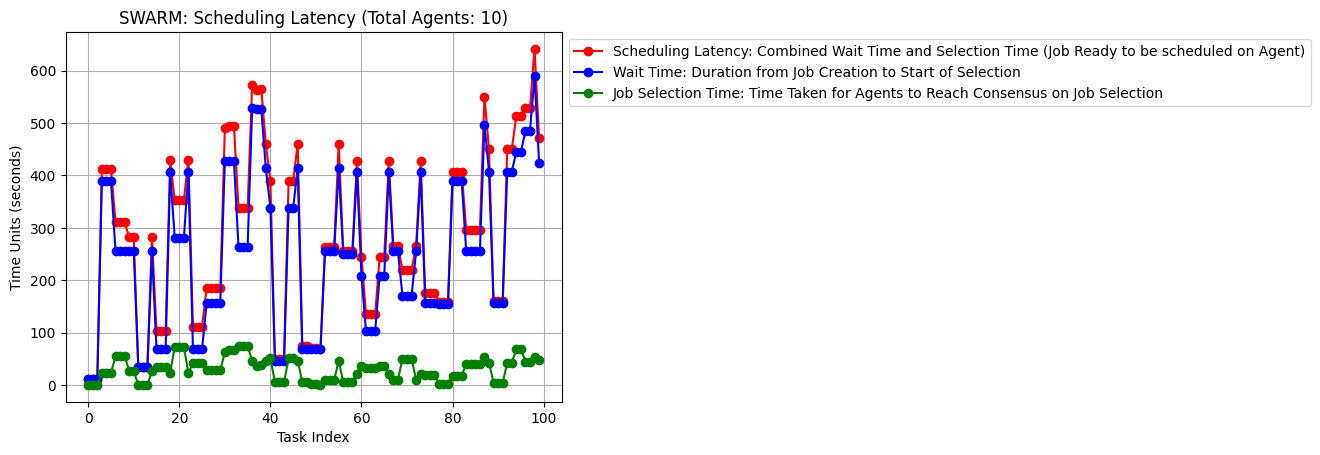 SWARM: Scheduling Latency (Total Agents: 10)
Scheduling Latency: Combined Wait Time and Selection Time (Job Ready to be scheduled on Agent)
Wait Time: Duration from Job Creation to Start of Selection
Job Selection Time: Time Taken for Agents to Reach Consensus on Job Selection
Time Units (seconds)
600
500
400
300
200
100
0
0 20 40 60 80 100
Task Index